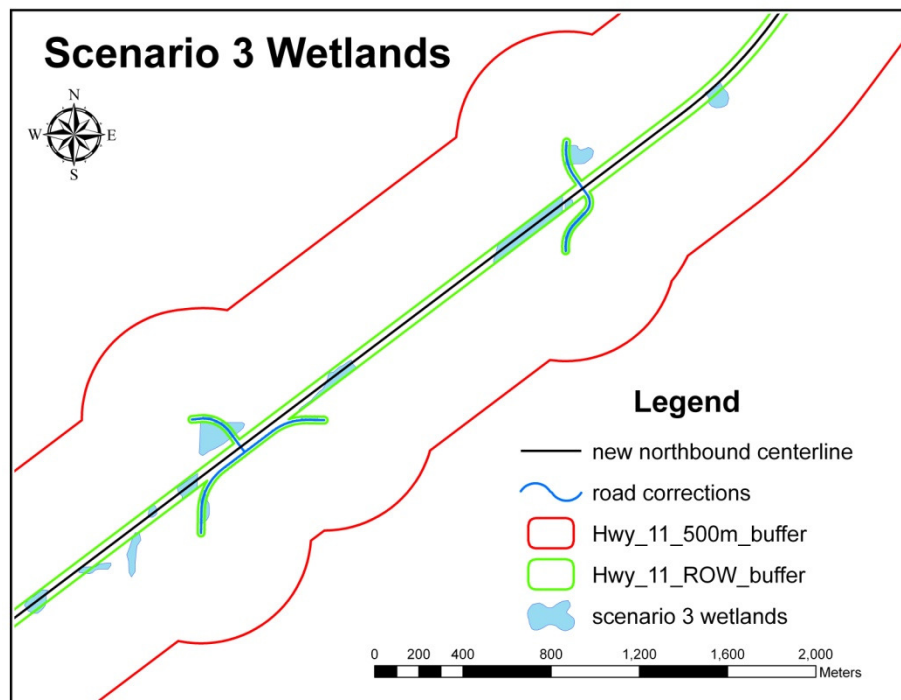 Scenario 3 Wetlands
N
W E
S
Legend
new northbound centerline
road corrections
Hwy_11_500m_buffer
Hwy_11_ROW_buffer
scenario 3 wetlands
0 200 400 800 1,200 1,600 2,000
Meters